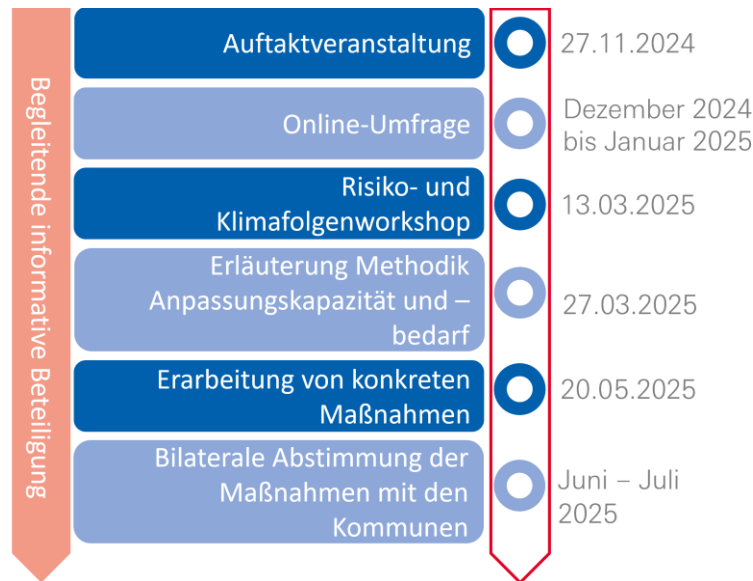 Begleitende informative Beteiligung
Auftaktveranstaltung
27.11.2024
Online-Umfrage
Dezember 2024
bis Januar 2025
Risiko- und
Klimafolgenworkshop
13.03.2025
Erläuterung Methodik
Anpassungskapazität und –
bedarf
27.03.2025
Erarbeitung von konkreten
Maßnahmen
20.05.2025
Bilaterale Abstimmung der
Maßnahmen mit den
Kommunen
Juni – Juli
2025